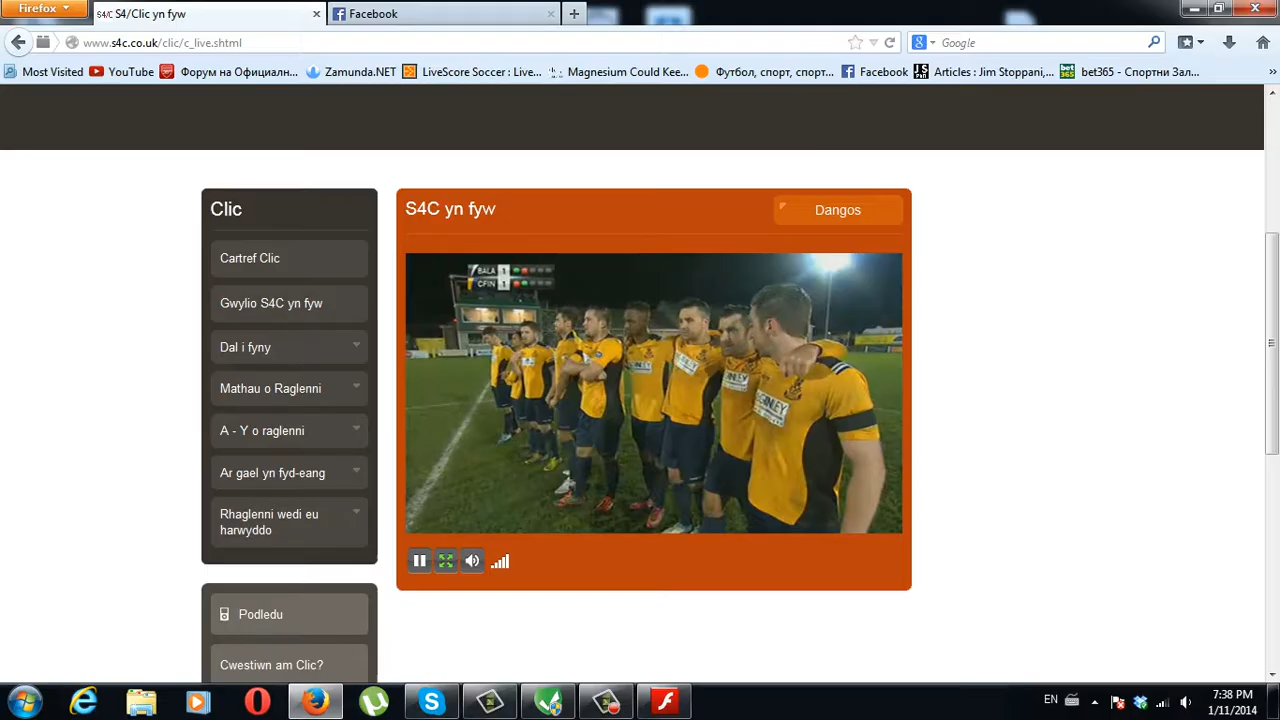 Firefox
S4/ S4/Clic yn fyw
Facebook
www.s4c.co.uk/clic/c_live.shtml
Google
Most Visited
YouTube
Форум на Официалн...
Zamunda.NET
LiveScore Soccer : Live...
Magnesium Could Kee...
Футбол, спорт, спорт...
Facebook
Articles : Jim Stoppani,...
bet365 - Спортни Зал...
Clic
Cartref Clic
Gwylio S4C yn fyw
Dal i fyny
Mathau o Raglenni
A - Y o raglenni
Ar gael yn fyd-eang
Rhaglenni wedi eu
harwyddo
Podledu
Cwestiwn am Clic?
S4C yn fyw
Dangos
BALA 1
CFIN 1
EN
7:38 PM
1/11/2014